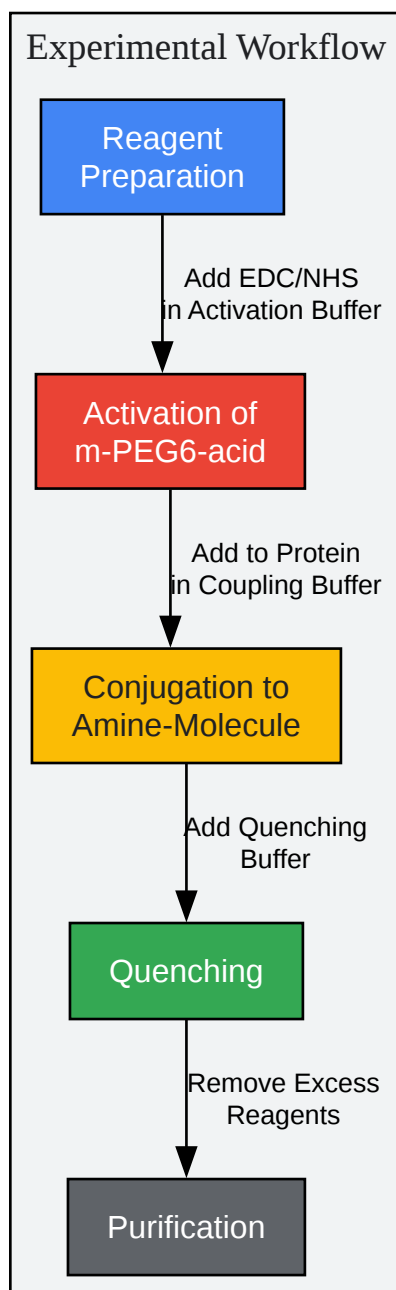 Experimental Workflow
Reagent
Preparation
Add EDC/NHS
in Activation Buffer
Activation of
m-PEG6-acid
Add to Protein
in Coupling Buffer
Conjugation to
Amine-Molecule
Add Quenching
Buffer
Quenching
Remove Excess
Reagents
Purification